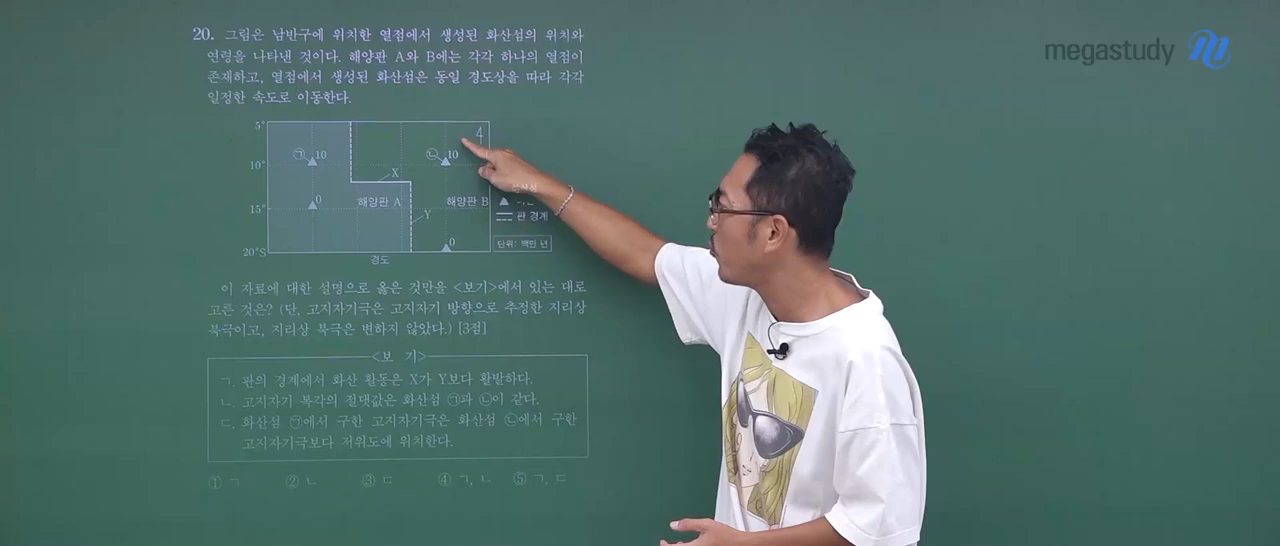 megastudy
20. 그림은 남반구에 위치한 열점에서 생성된 화산섬의 위치와
연령을 나타낸 것이다. 해양판 A와 B에는 각각 하나의 열점이
존재하고, 열점에서 생성된 화산섬은 동일 경도상을 따라 각각
일정한 속도로 이동한다.
5°
4
㉠ 10
㉡ 10
10°
X
0
해양판 A
해양판 B
15°
Y
판 경계
0
단위: 백만 년
20°S
경도
이 자료에 대한 설명으로 옳은 것만을 <보기>에서 있는 대로
고른 것은? (단, 고지자기극은 고지자기 방향으로 추정한 지리상
북극이고, 지리상 북극은 변하지 않았다.) [3점]
<보 기>
ㄱ. 판의 경계에서 화산 활동은 X가 Y보다 활발하다.
ㄴ. 고지자기 복각의 절댓값은 화산섬 ㉠과 ㉡이 같다.
ㄷ. 화산섬 ㉠에서 구한 고지자기극은 화산섬 ㉡에서 구한
고지자기극보다 저위도에 위치한다.
① ㄱ ② ㄴ ③ ㄷ ④ ㄱ, ㄴ ⑤ ㄱ, ㄷ